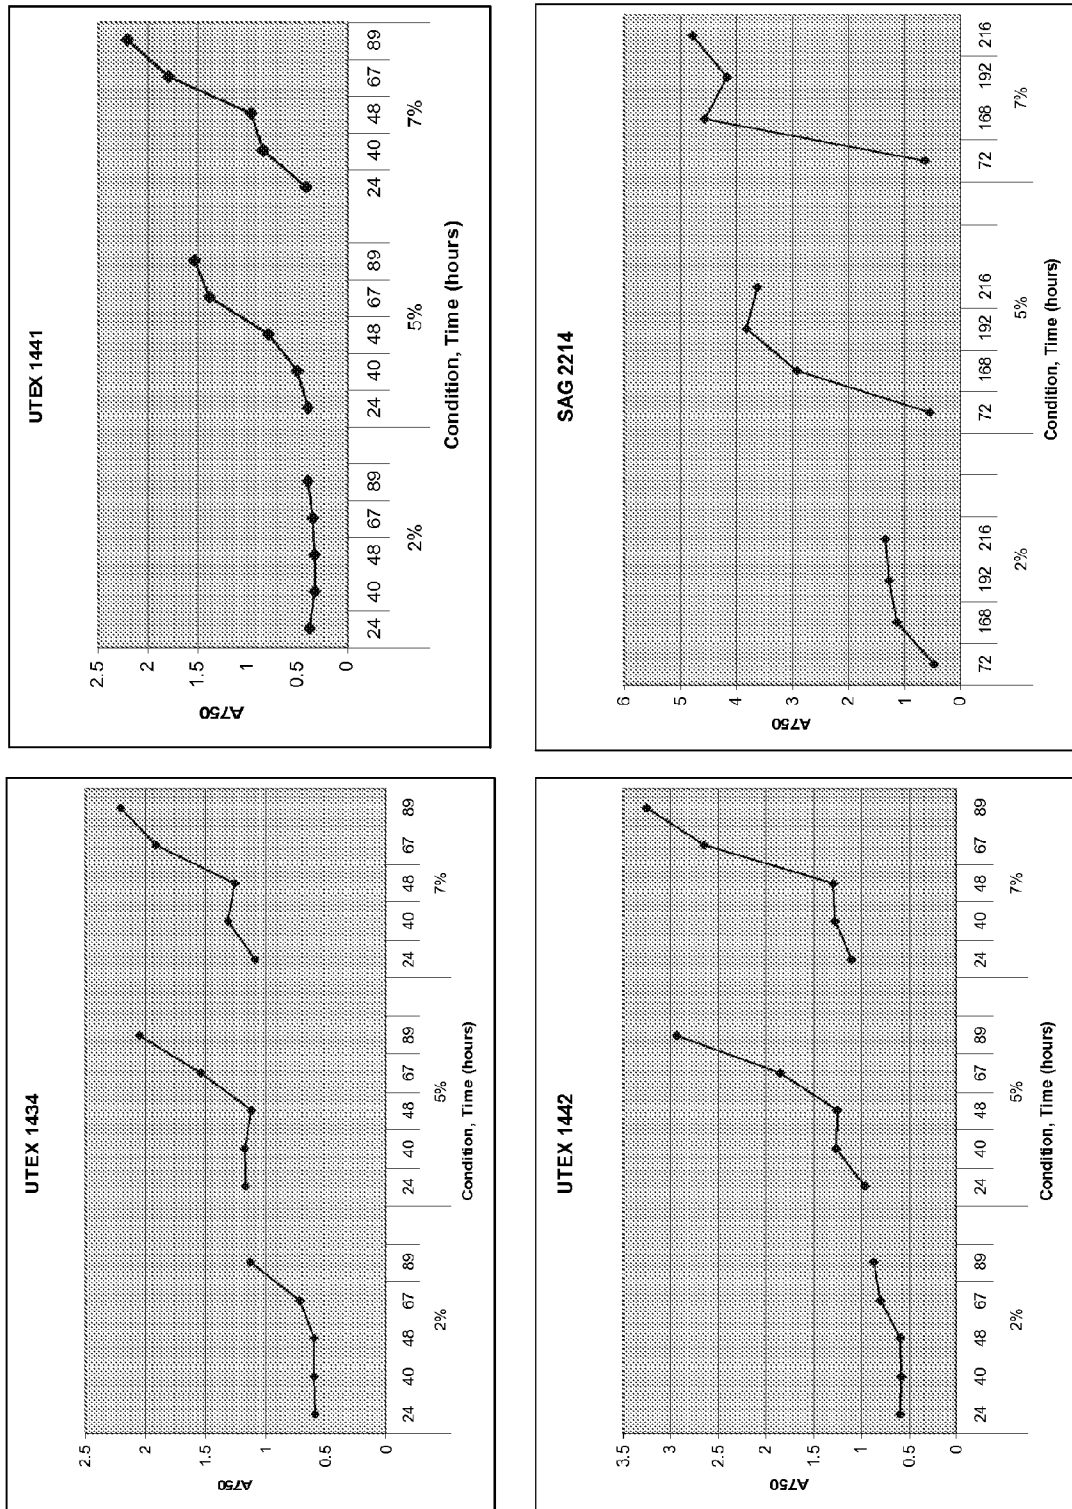 UTEX 1434
2.5
2
1.5
1
0.5
0
A750
24 40 48 67 89 24 40 48 67 89 24 40 48 67 89
2% 5% 7%
Condition, Time (hours)
UTEX 1441
2.5
2
1.5
1
0.5
0
A750
24 40 48 67 89 24 40 48 67 89 24 40 48 67 89
2% 5% 7%
Condition, Time (hours)
UTEX 1442
3.5
3
2.5
2
1.5
1
0.5
0
A750
24 40 48 67 89 24 40 48 67 89 24 40 48 67 89
2% 5% 7%
Condition, Time (hours)
SAG 2214
6
5
4
3
2
1
0
A750
72 168 192 216 72 168 192 216 72 168 192 216
2% 5% 7%
Condition, Time (hours)